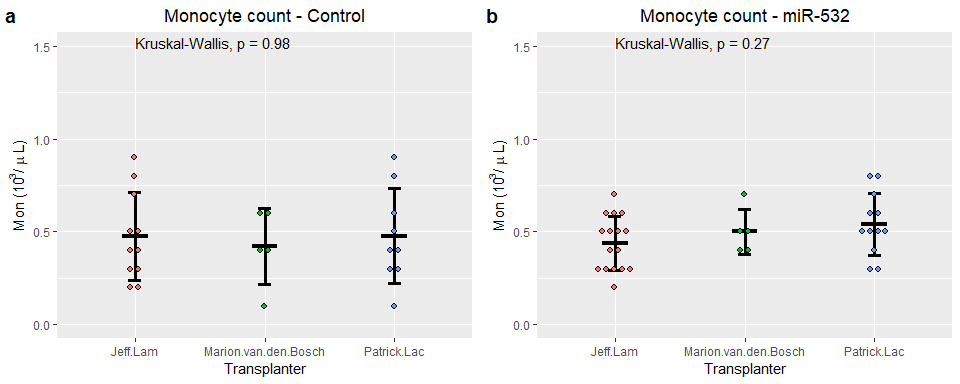 a
Monocyte count - Control
Kruskal-Wallis, p = 0.98
1.5
1.0
0.5
0.0
Mon (10³/ μ L)
Jeff.Lam Marion.van.den.Bosch Patrick.Lac
Transplanter
b
Monocyte count - miR-532
Kruskal-Wallis, p = 0.27
1.5
1.0
0.5
0.0
Mon (10³/ μ L)
Jeff.Lam Marion.van.den.Bosch Patrick.Lac
Transplanter